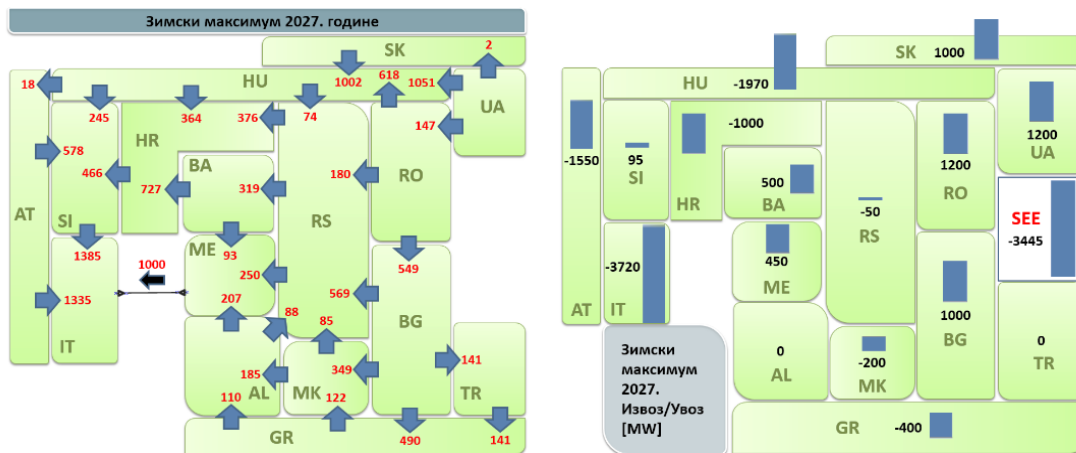 Зимски максимум 2027. године
SK
2
18
HU
1002
618
1051
UA
245
364
376
74
147
HR
578
466
BA
727
319
180
RO
AT
SI
RS
ME
93
1385
1000
250
549
1335
207
569
88
85
BG
IT
141
185
349
AL
MK
TR
110
122
GR
490
141
SK
1000
HU
-1970
-1550
95
-1000
1200
SI
UA
500
1200
HR
BA
RO
RS
-50
SEE
-3445
-3720
ME
450
AT
IT
1000
BG
Зимски
максимум
2027.
Извоз/Увоз
[MW]
0
AL
-200
MK
0
TR
GR
-400